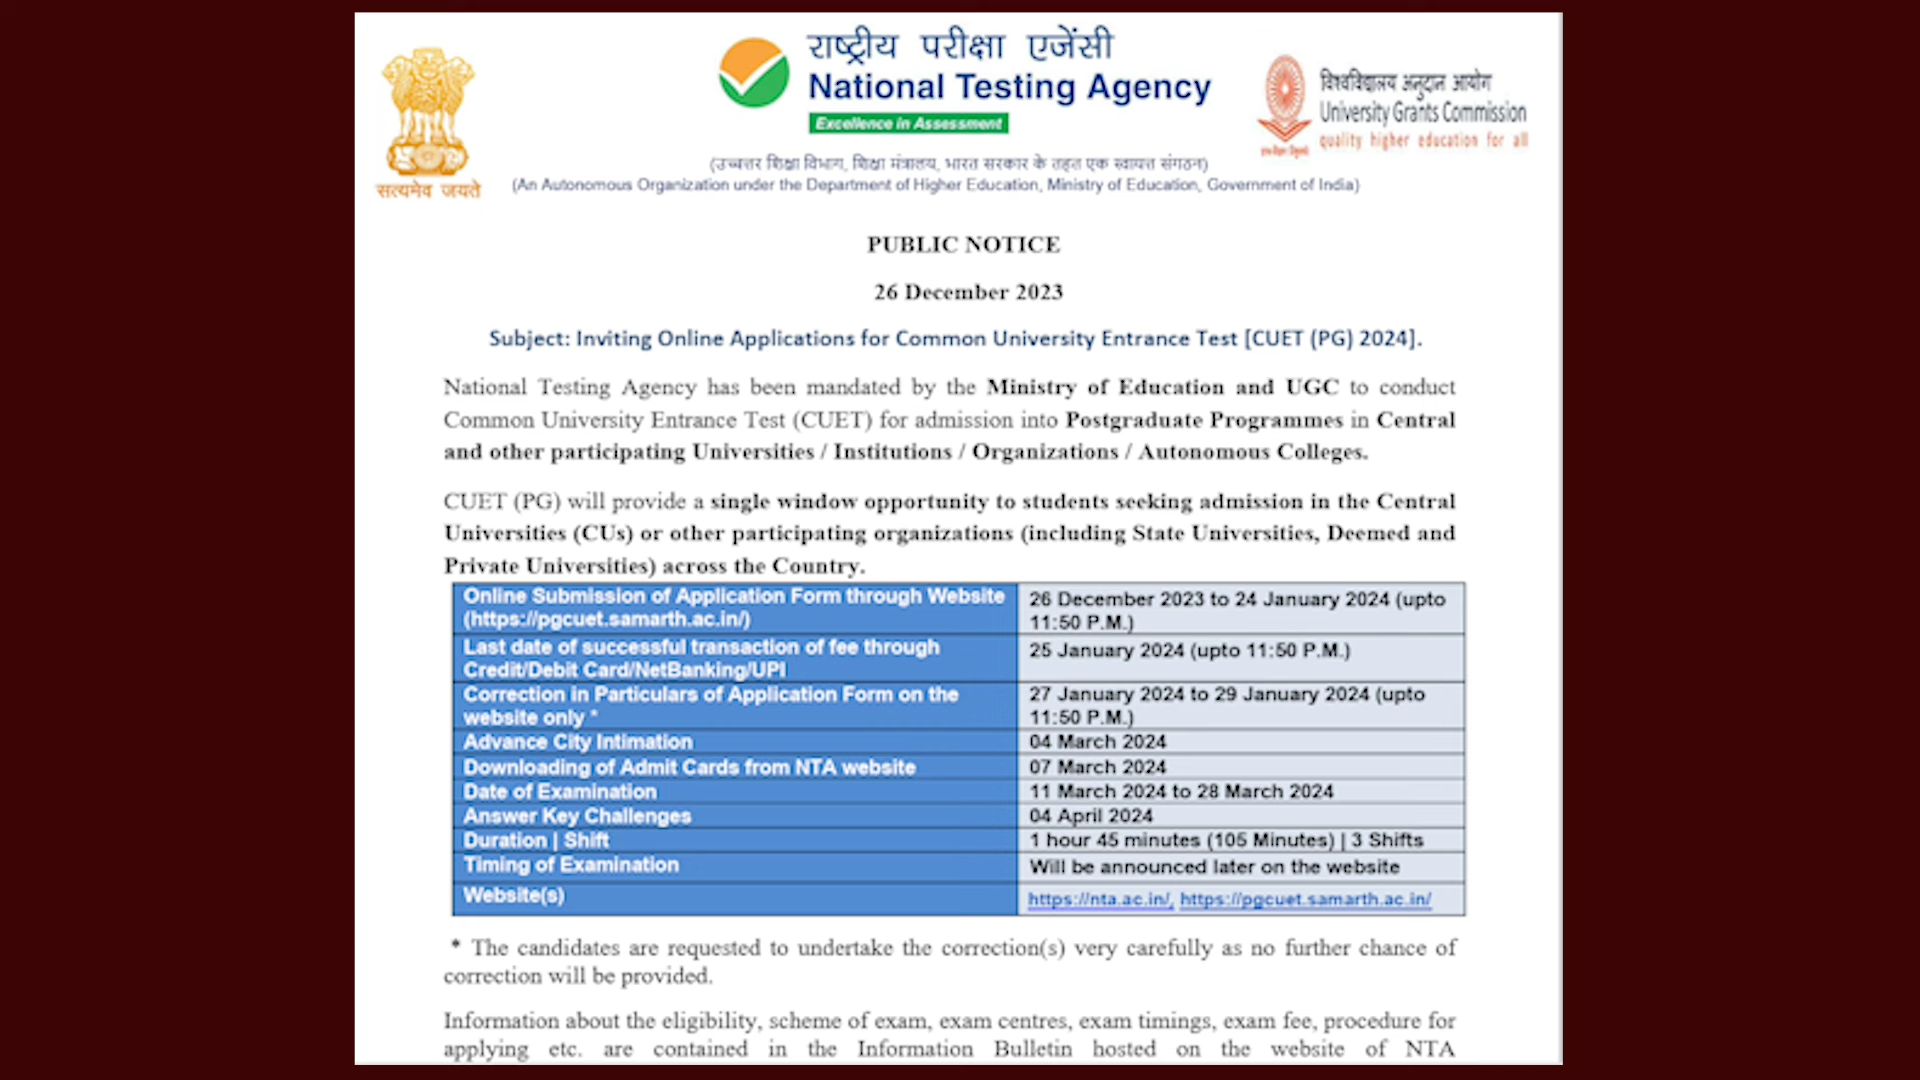 राष्ट्रीय परीक्षा एजेंसी
National Testing Agency
Excellence in Assessment
सत्यमेव जयते
विश्वविद्यालय अनुदान आयोग
University Grants Commission
quality higher education for all
(उच्चत्तर शिक्षा विभाग, शिक्षा मंत्रालय, भारत सरकार के तहत एक स्वायत्त संगठन)
(An Autonomous Organization under the Department of Higher Education, Ministry of Education, Government of India)
PUBLIC NOTICE
26 December 2023
Subject: Inviting Online Applications for Common University Entrance Test [CUET (PG) 2024].
National Testing Agency has been mandated by the Ministry of Education and UGC to conduct
Common University Entrance Test (CUET) for admission into Postgraduate Programmes in Central
and other participating Universities / Institutions / Organizations / Autonomous Colleges.
CUET (PG) will provide a single window opportunity to students seeking admission in the Central
Universities (CUs) or other participating organizations (including State Universities, Deemed and
Private Universities) across the Country.
Online Submission of Application Form through Website
(https://pgcuet.samarth.ac.in/)
26 December 2023 to 24 January 2024 (upto
11:50 P.M.)
Last date of successful transaction of fee through
Credit/Debit Card/NetBanking/UPI
25 January 2024 (upto 11:50 P.M.)
Correction in Particulars of Application Form on the
website only *
27 January 2024 to 29 January 2024 (upto
11:50 P.M.)
Advance City Intimation
04 March 2024
Downloading of Admit Cards from NTA website
07 March 2024
Date of Examination
11 March 2024 to 28 March 2024
Answer Key Challenges
04 April 2024
Duration | Shift
1 hour 45 minutes (105 Minutes) | 3 Shifts
Timing of Examination
Will be announced later on the website
Website(s)
https://nta.ac.in/, https://pgcuet.samarth.ac.in/
* The candidates are requested to undertake the correction(s) very carefully as no further chance of
correction will be provided.
Information about the eligibility, scheme of exam, exam centres, exam timings, exam fee, procedure for
applying etc. are contained in the Information Bulletin hosted on the website of NTA